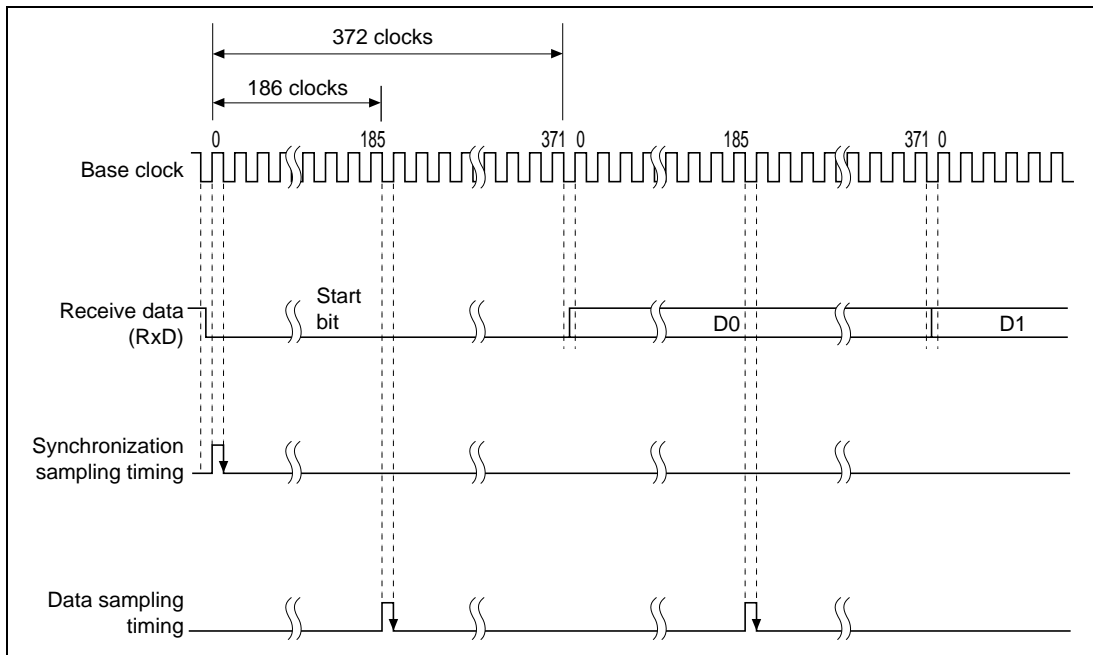 372 clocks
186 clocks
0 185 371 0 185 371 0
Base clock
Receive data
(RxD)
Start
bit
D0
D1
Synchronization
sampling timing
Data sampling
timing